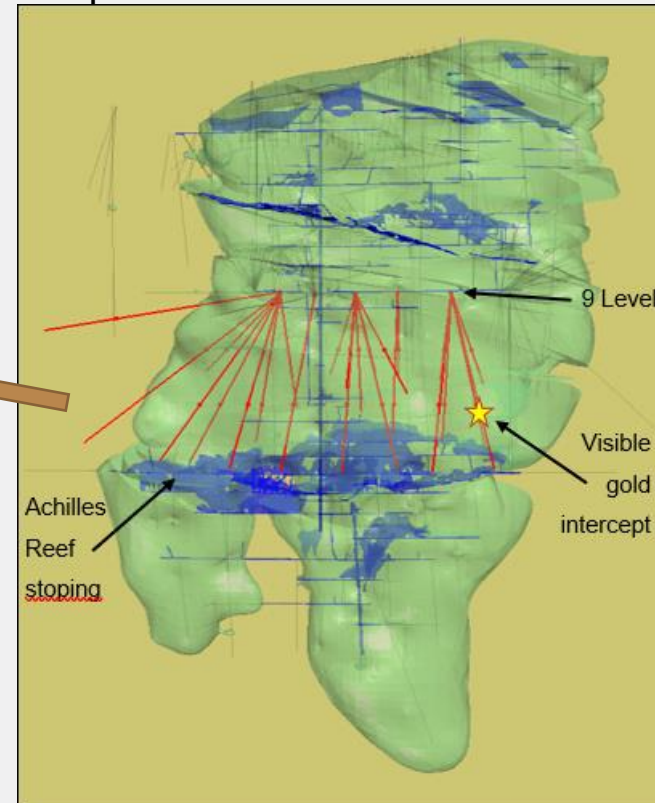 9 Level
Visible
gold
intercept
Achilles
Reef
stoping